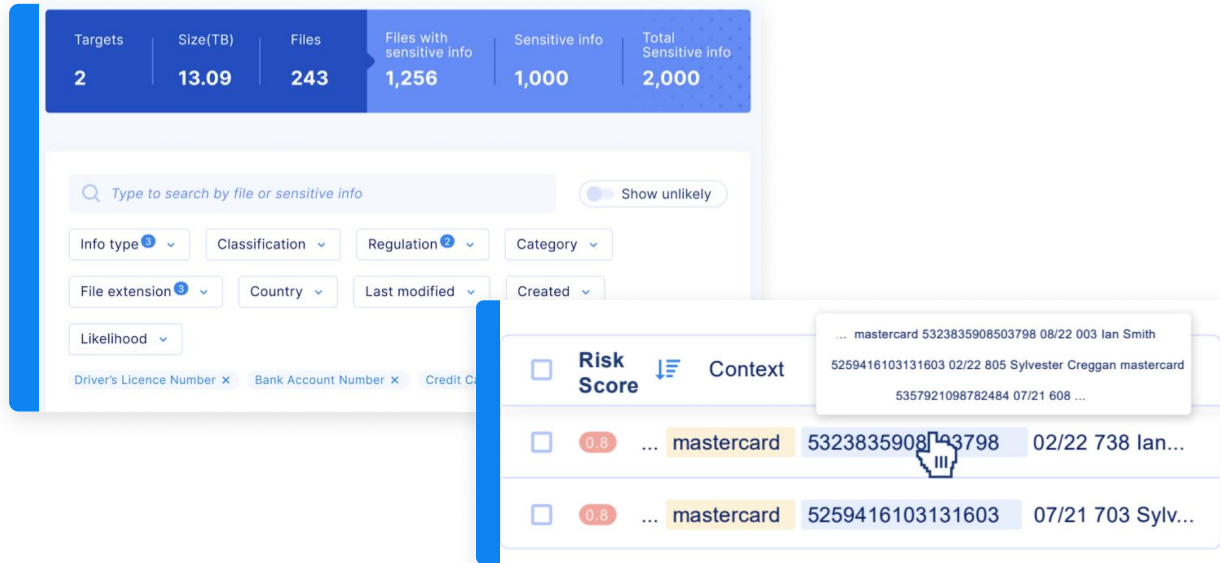 Targets Size(TB) Files Files with sensitive info Sensitive info Total Sensitive info
2 13.09 243 1,256 1,000 2,000
Type to search by file or sensitive info Show unlikely
Info type 3 Classification Regulation 2 Category
File extension 3 Country Last modified Created
Likelihood
Driver's Licence Number × Bank Account Number × Credit
... mastercard 5323835908503798 08/22 003 Ian Smith
5259416103131603 02/22 805 Sylvester Creggan mastercard
5357921098782484 07/21 608 ...
Risk Score Context
0.8 ... mastercard 5323835908503798 02/22 738 Ian...
0.8 ... mastercard 5259416103131603 07/21 703 Sylv...